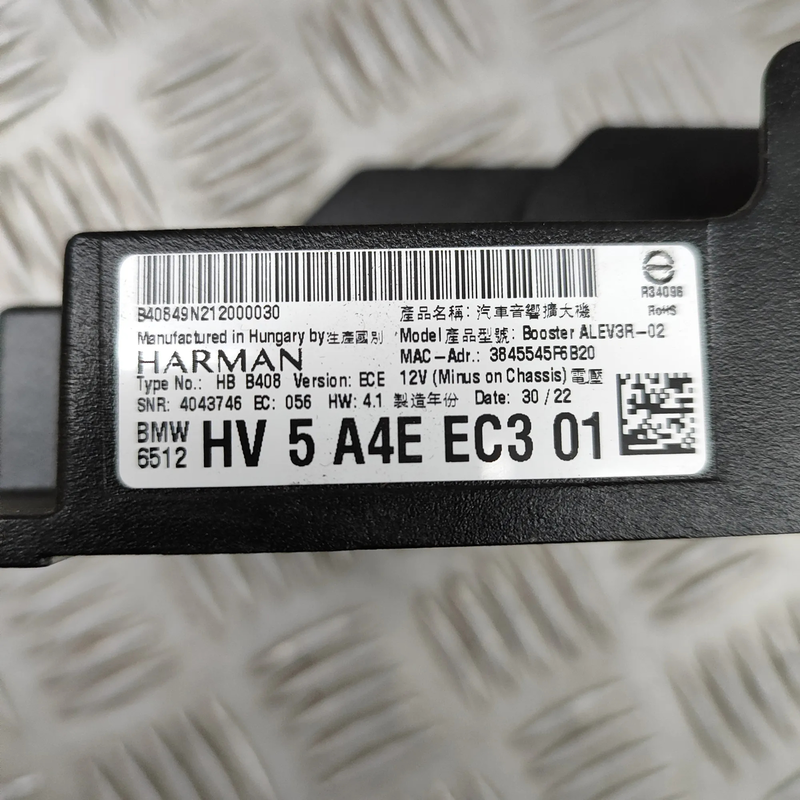 B40849N212000030 產品名稱: 汽車音響擴大機
R34096
RoHS
Manufactured in Hungary by 生產國別 Model 產品型號: Booster ALEV3R-02
HARMAN MAC-Adr.: 3845545F6B20
Type No.: HB B408 Version: ECE 12V (Minus on Chassis) 電壓
SNR: 4043746 EC: 056 HW: 4.1 製造年份 Date: 30/22
BMW
6512 HV 5 A4E EC3 01